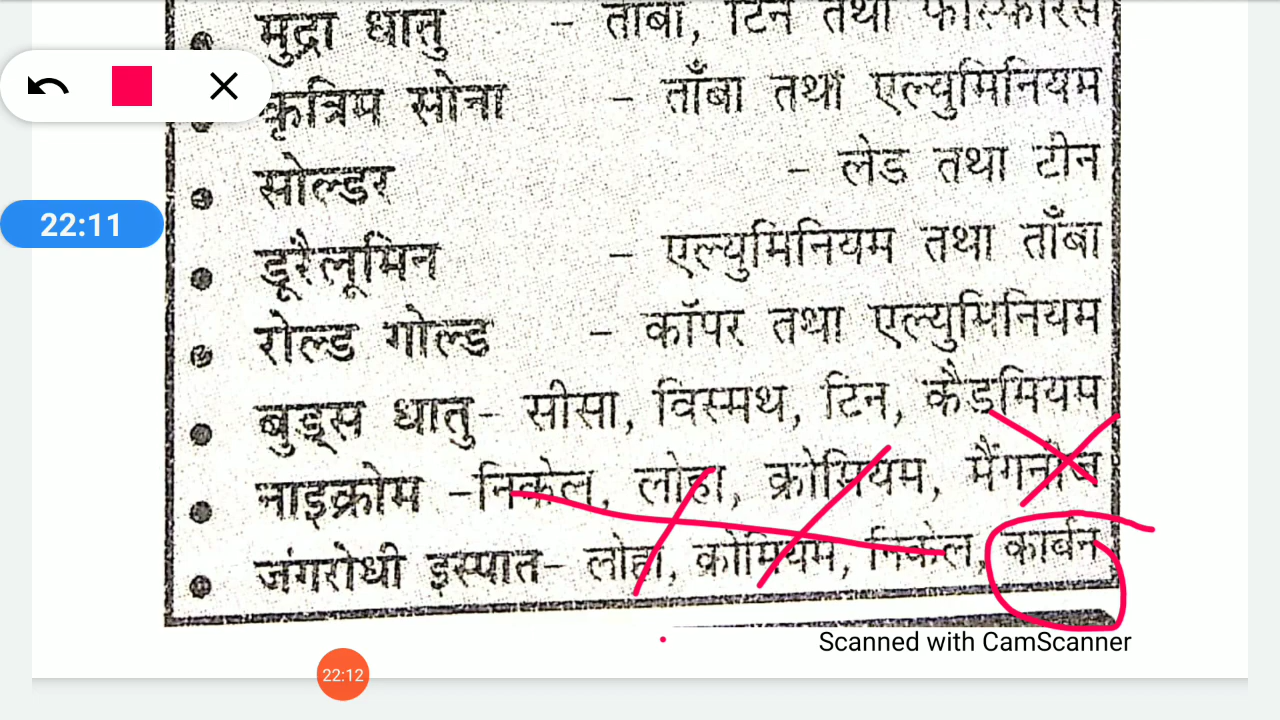 मुद्रा धातु – ताँबा, टिन तथा फॉस्फोरस
कृत्रिम सोना – ताँबा तथा एल्युमिनियम
22:11
सोल्डर – लेड तथा टीन
डूरैलूमिन – एल्युमिनियम तथा ताँबा
रोल्ड गोल्ड – कॉपर तथा एल्युमिनियम
बुड्स धातु– सीसा, विस्मथ, टिन, कैडमियम
नाइक्रोम –निकेल, लोहा, क्रोमियम, मैंगनीज
जंगरोधी इस्पात– लोहा, क्रोमियम, निकेल, कार्बन
Scanned with CamScanner
22:12